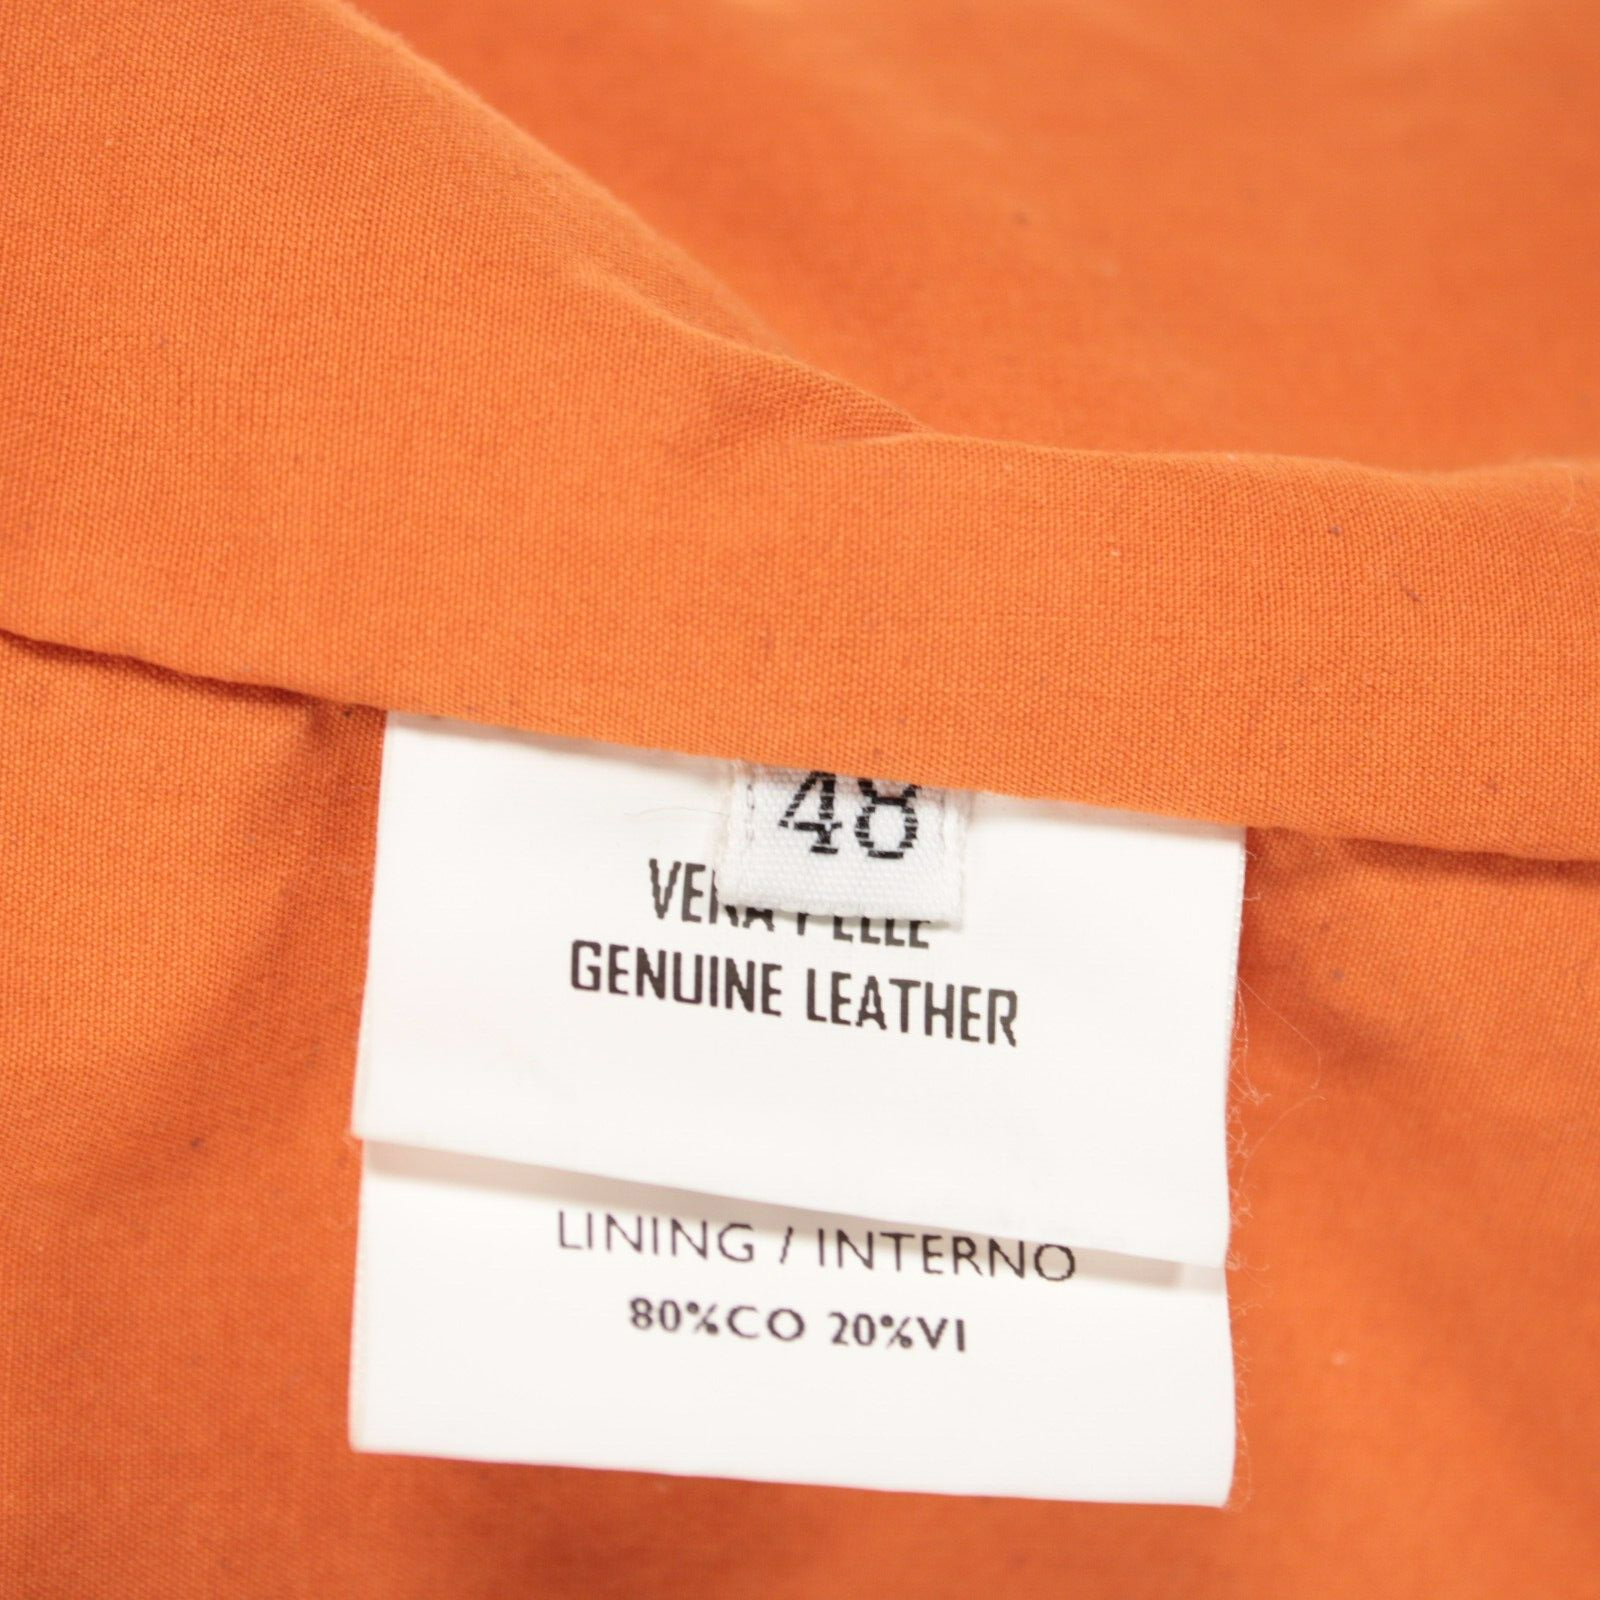 48
VERA PELLE
GENUINE LEATHER
LINING / INTERNO
80%CO 20%VI